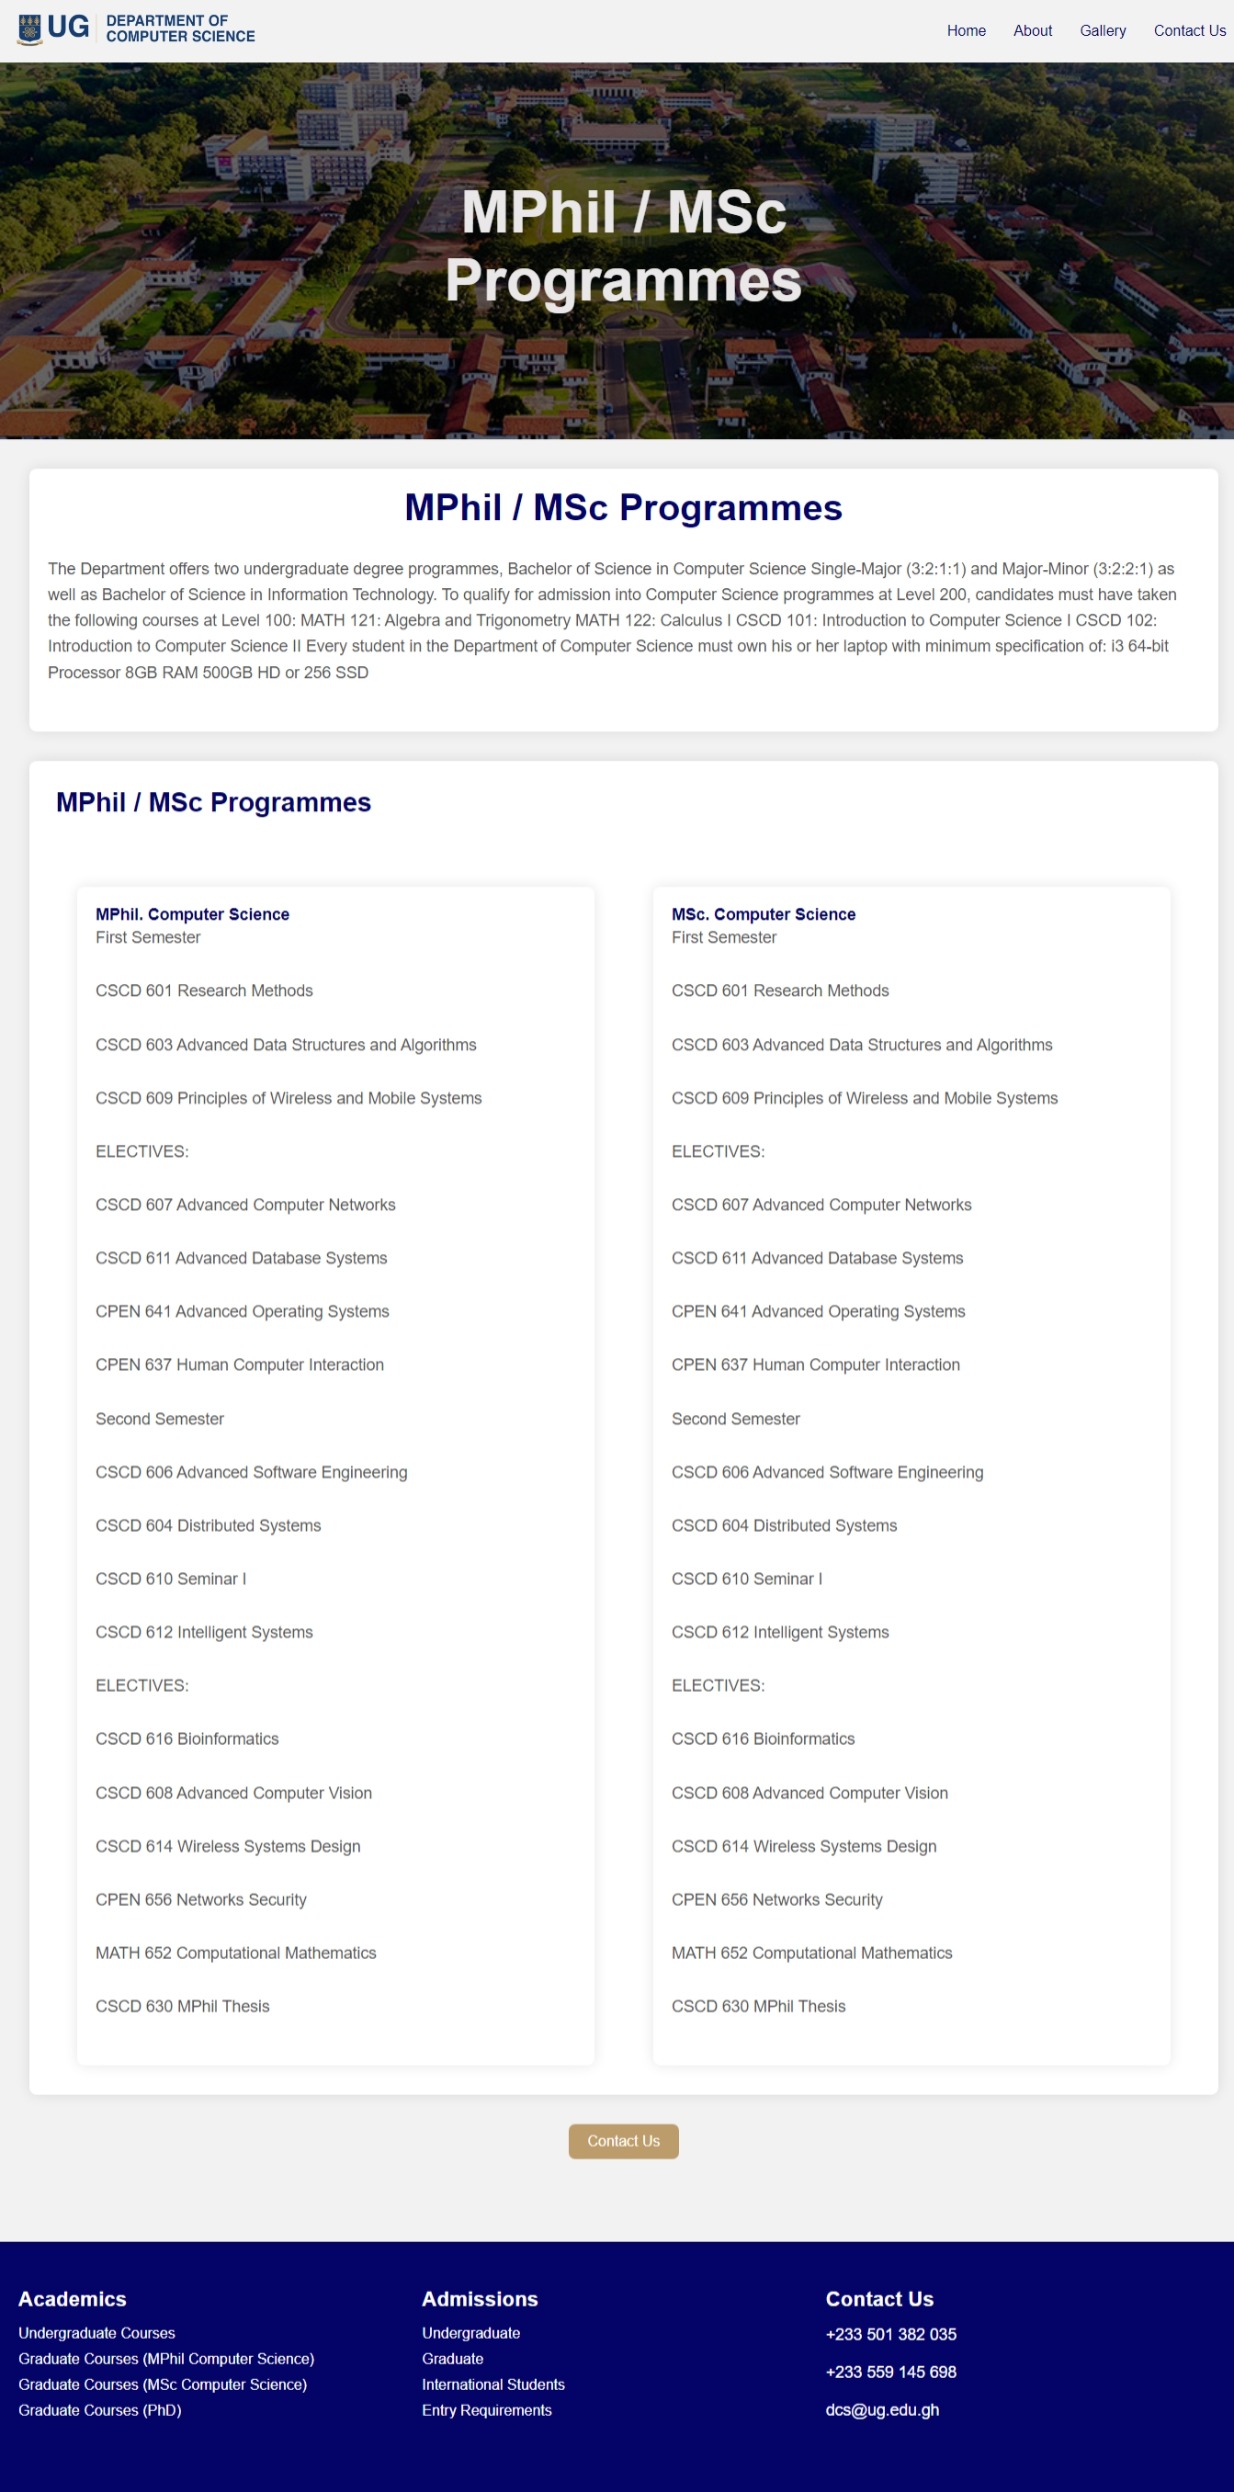 UG DEPARTMENT OF
COMPUTER SCIENCE
Home About Gallery Contact Us
MPhil / MSc
Programmes
MPhil / MSc Programmes
The Department offers two undergraduate degree programmes, Bachelor of Science in Computer Science Single-Major (3:2:1:1) and Major-Minor (3:2:2:1) as
well as Bachelor of Science in Information Technology. To qualify for admission into Computer Science programmes at Level 200, candidates must have taken
the following courses at Level 100: MATH 121: Algebra and Trigonometry MATH 122: Calculus I CSCD 101: Introduction to Computer Science I CSCD 102:
Introduction to Computer Science II Every student in the Department of Computer Science must own his or her laptop with minimum specification of: i3 64-bit
Processor 8GB RAM 500GB HD or 256 SSD
MPhil / MSc Programmes
MPhil. Computer Science
First Semester
CSCD 601 Research Methods
CSCD 603 Advanced Data Structures and Algorithms
CSCD 609 Principles of Wireless and Mobile Systems
ELECTIVES:
CSCD 607 Advanced Computer Networks
CSCD 611 Advanced Database Systems
CPEN 641 Advanced Operating Systems
CPEN 637 Human Computer Interaction
Second Semester
CSCD 606 Advanced Software Engineering
CSCD 604 Distributed Systems
CSCD 610 Seminar I
CSCD 612 Intelligent Systems
ELECTIVES:
CSCD 616 Bioinformatics
CSCD 608 Advanced Computer Vision
CSCD 614 Wireless Systems Design
CPEN 656 Networks Security
MATH 652 Computational Mathematics
CSCD 630 MPhil Thesis
MSc. Computer Science
First Semester
CSCD 601 Research Methods
CSCD 603 Advanced Data Structures and Algorithms
CSCD 609 Principles of Wireless and Mobile Systems
ELECTIVES:
CSCD 607 Advanced Computer Networks
CSCD 611 Advanced Database Systems
CPEN 641 Advanced Operating Systems
CPEN 637 Human Computer Interaction
Second Semester
CSCD 606 Advanced Software Engineering
CSCD 604 Distributed Systems
CSCD 610 Seminar I
CSCD 612 Intelligent Systems
ELECTIVES:
CSCD 616 Bioinformatics
CSCD 608 Advanced Computer Vision
CSCD 614 Wireless Systems Design
CPEN 656 Networks Security
MATH 652 Computational Mathematics
CSCD 630 MPhil Thesis
Contact Us
Academics
Undergraduate Courses
Graduate Courses (MPhil Computer Science)
Graduate Courses (MSc Computer Science)
Graduate Courses (PhD)
Admissions
Undergraduate
Graduate
International Students
Entry Requirements
Contact Us
+233 501 382 035
+233 559 145 698
dcs@ug.edu.gh